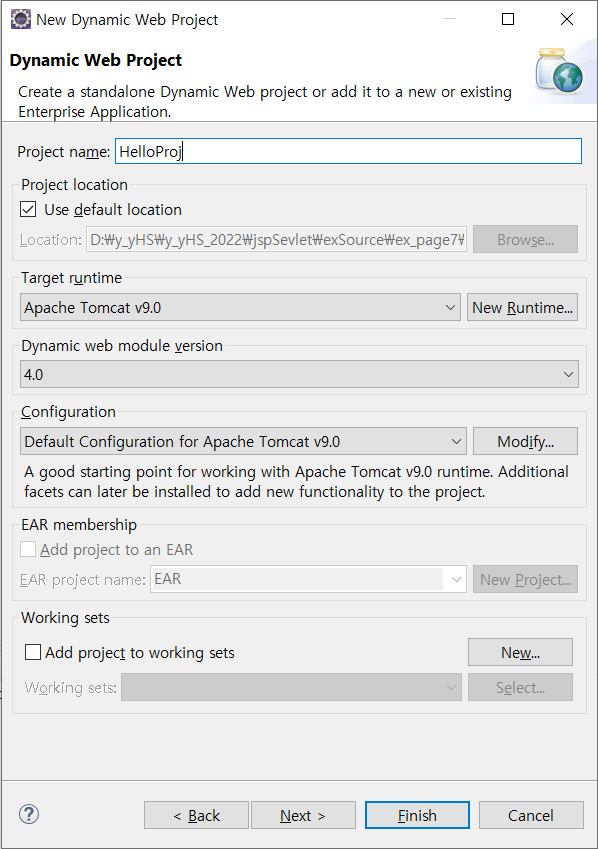 New Dynamic Web Project
Dynamic Web Project
Create a standalone Dynamic Web project or add it to a new or existing
Enterprise Application.
Project name: HelloProj
Project location
Use default location
Location: D:₩y_yHS₩y_yHS_2022₩jspSevlet₩exSource₩ex_page7₩ Browse...
Target runtime
Apache Tomcat v9.0 New Runtime...
Dynamic web module version
4.0
Configuration
Default Configuration for Apache Tomcat v9.0 Modify...
A good starting point for working with Apache Tomcat v9.0 runtime. Additional
facets can later be installed to add new functionality to the project.
EAR membership
Add project to an EAR
EAR project name: EAR New Project...
Working sets
Add project to working sets New...
Working sets: Select...
? < Back Next > Finish Cancel